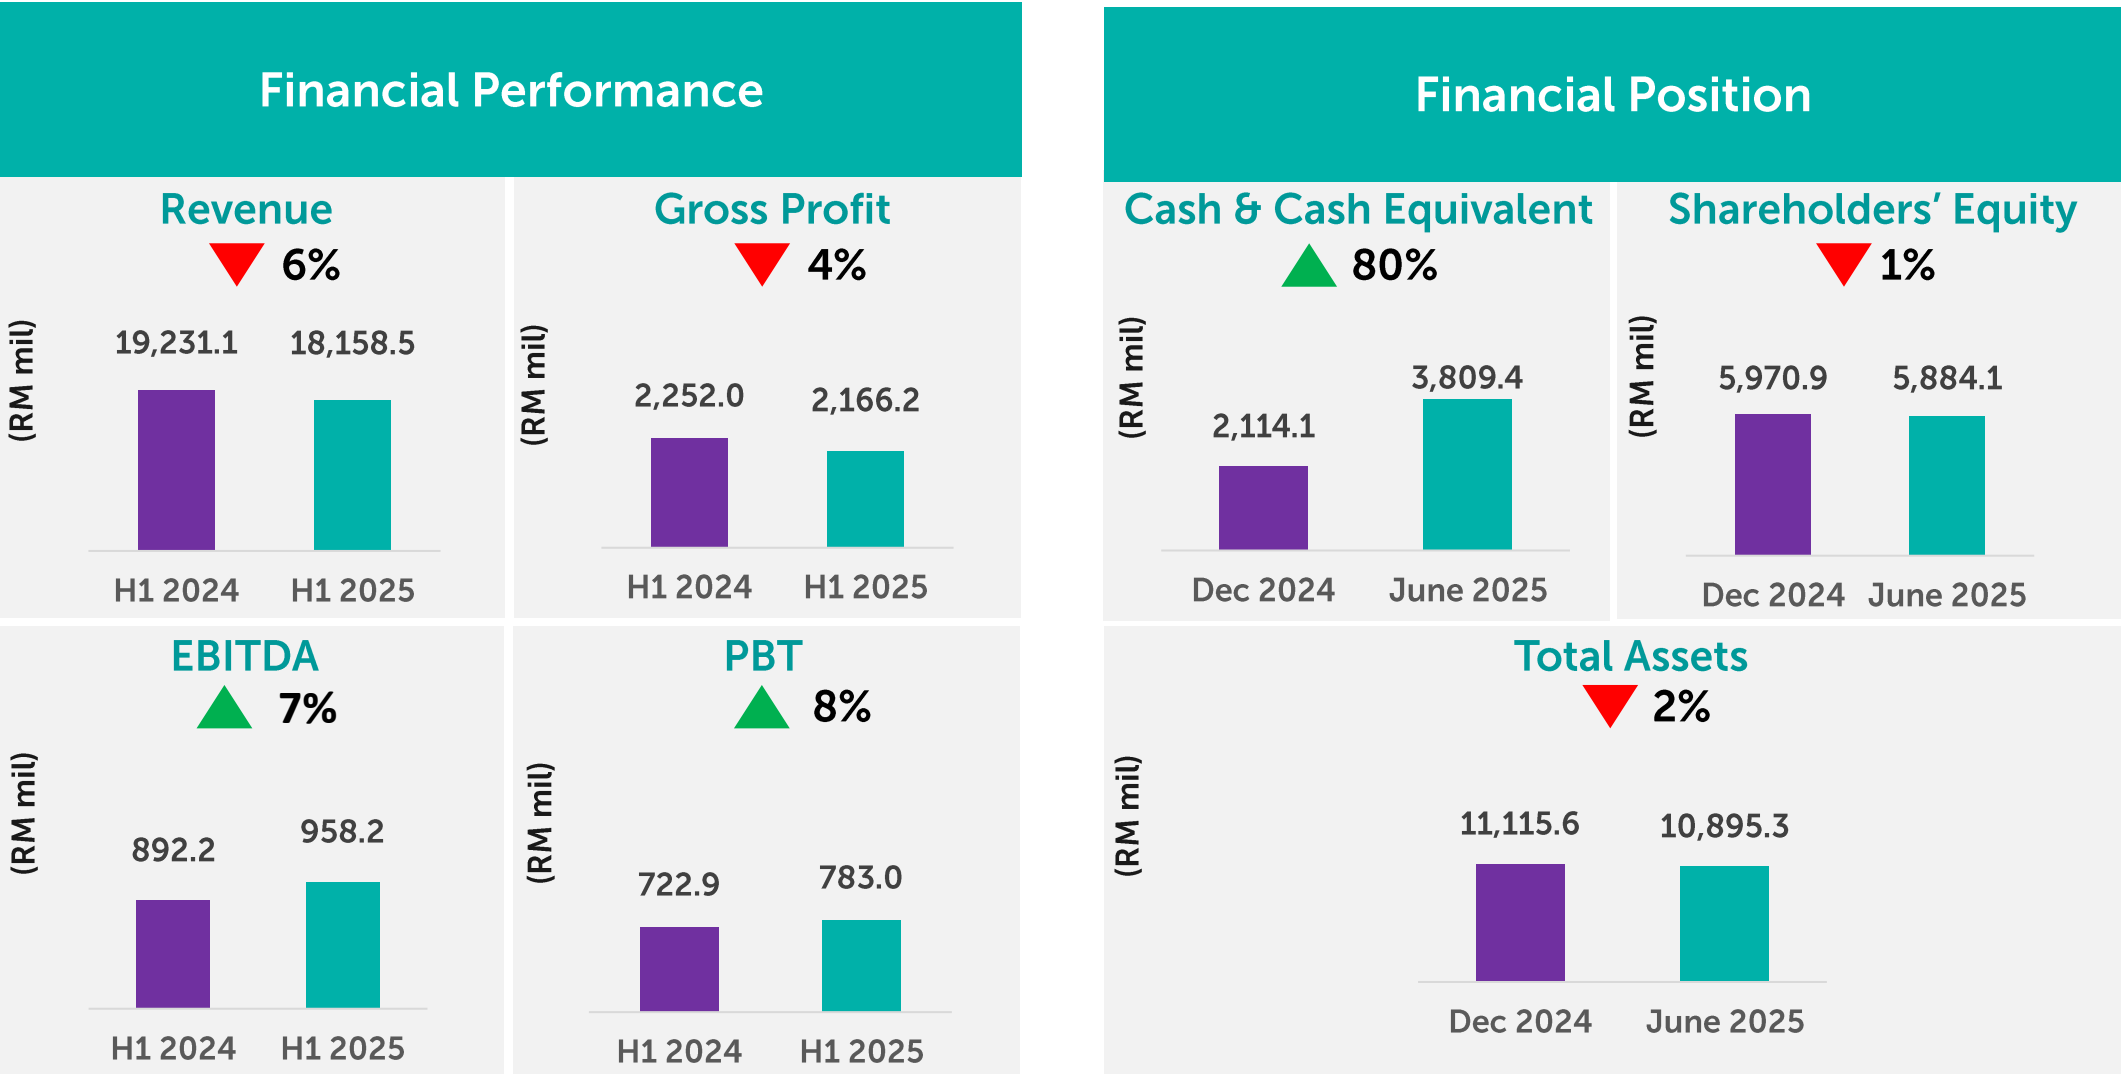 Financial Performance
Revenue
6%
(RM mil)
19,231.1 18,158.5
H1 2024 H1 2025
Gross Profit
4%
(RM mil)
2,252.0 2,166.2
H1 2024 H1 2025
EBITDA
7%
(RM mil)
892.2 958.2
H1 2024 H1 2025
PBT
8%
(RM mil)
722.9 783.0
H1 2024 H1 2025
Financial Position
Cash & Cash Equivalent
80%
(RM mil)
2,114.1 3,809.4
Dec 2024 June 2025
Shareholders’ Equity
1%
(RM mil)
5,970.9 5,884.1
Dec 2024 June 2025
Total Assets
2%
(RM mil)
11,115.6 10,895.3
Dec 2024 June 2025